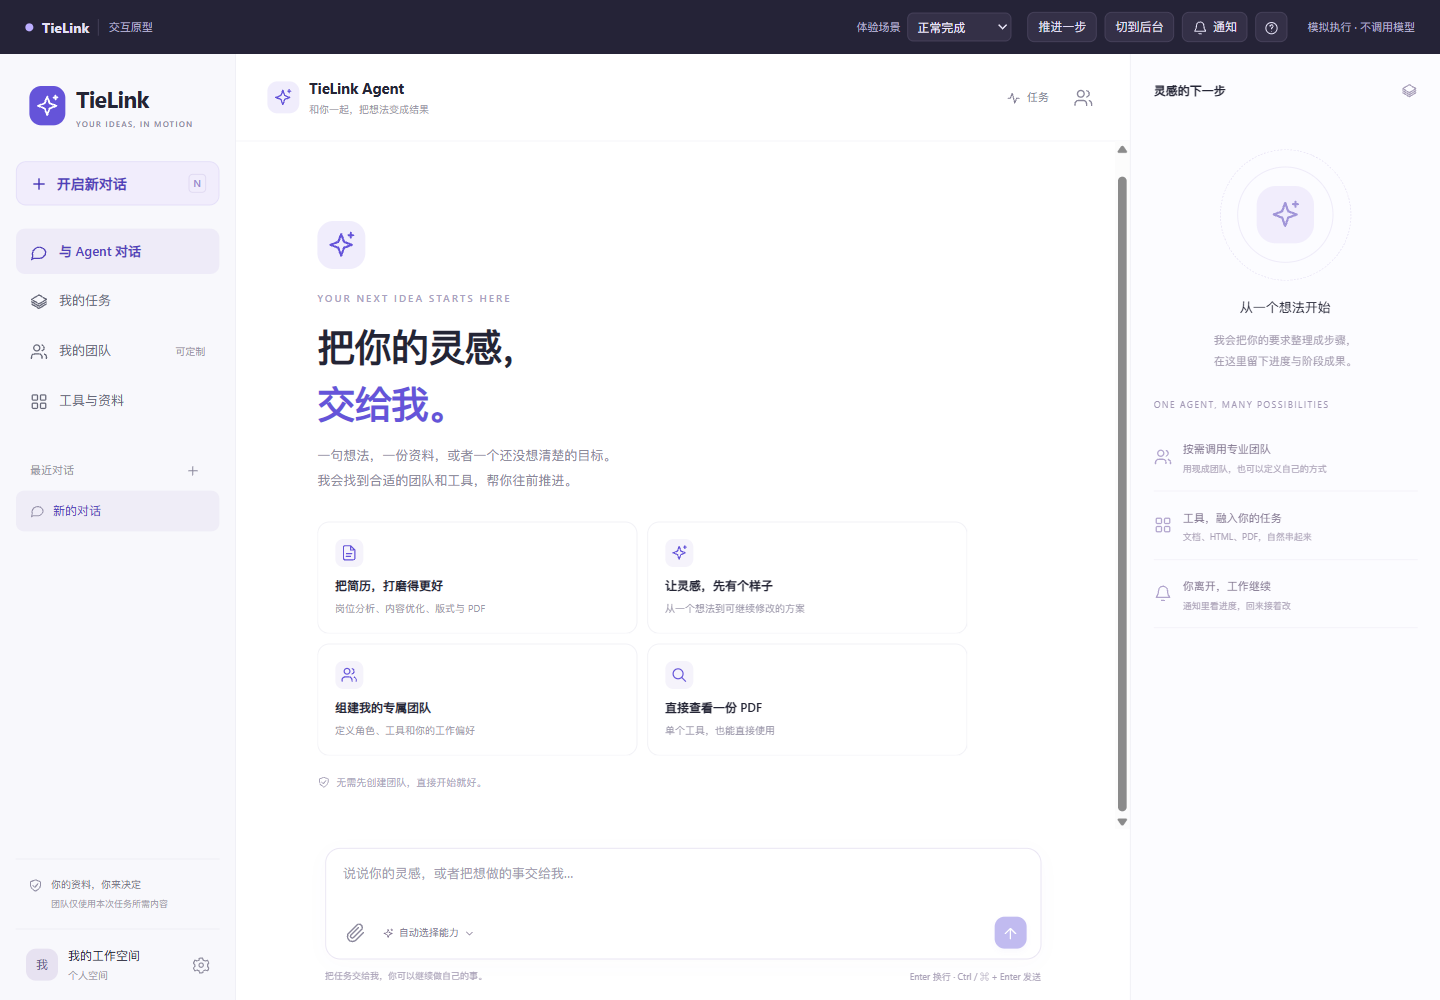 TieLink
交互原型
体验场景
正常完成
推进一步
切到后台
通知
模拟执行 · 不调用模型
TieLink
YOUR IDEAS, IN MOTION
开启新对话
N
与 Agent 对话
我的任务
我的团队
可定制
工具与资料
最近对话
新的对话
你的资料，你来决定
团队仅使用本次任务所需内容
我
我的工作空间
个人空间
TieLink Agent
和你一起，把想法变成结果
任务
YOUR NEXT IDEA STARTS HERE
把你的灵感，
交给我。
一句想法，一份资料，或者一个还没想清楚的目标。
我会找到合适的团队和工具，帮你往前推进。
把简历，打磨得更好
岗位分析、内容优化、版式与 PDF
让灵感，先有个样子
从一个想法到可继续修改的方案
组建我的专属团队
定义角色、工具和你的工作偏好
直接查看一份 PDF
单个工具，也能直接使用
无需先创建团队，直接开始就好。
说说你的灵感，或者把想做的事交给我...
自动选择能力
把任务交给我，你可以继续做自己的事。
Enter 换行 · Ctrl / ⌘ + Enter 发送
灵感的下一步
从一个想法开始
我会把你的要求整理成步骤，
在这里留下进度与阶段成果。
ONE AGENT, MANY POSSIBILITIES
按需调用专业团队
用现成团队，也可以定义自己的方式
工具，融入你的任务
文档、HTML、PDF，自然串起来
你离开，工作继续
通知里看进度，回来接着改